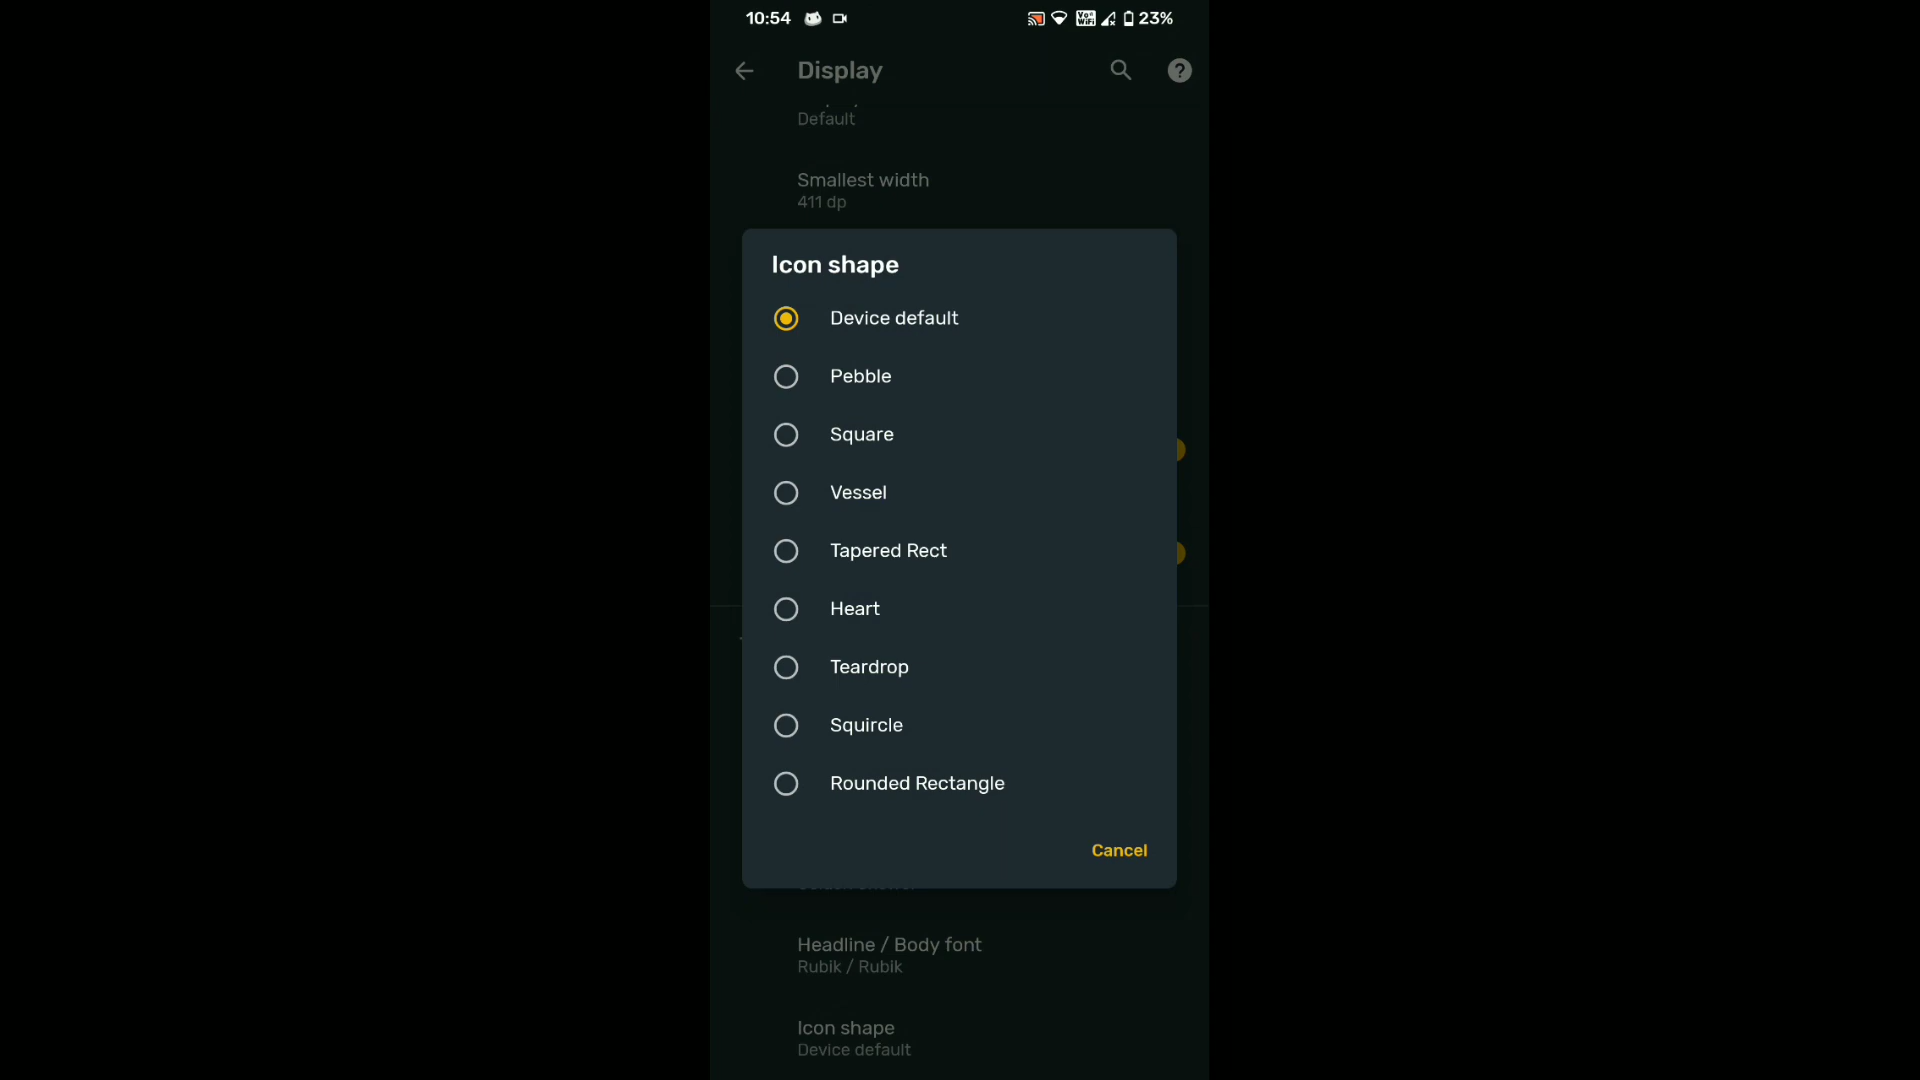 10:54 23%
Display
Default
Smallest width
411 dp
Icon shape
Device default
Pebble
Square
Vessel
Tapered Rect
Heart
Teardrop
Squircle
Rounded Rectangle
Cancel
Headline / Body font
Rubik / Rubik
Icon shape
Device default